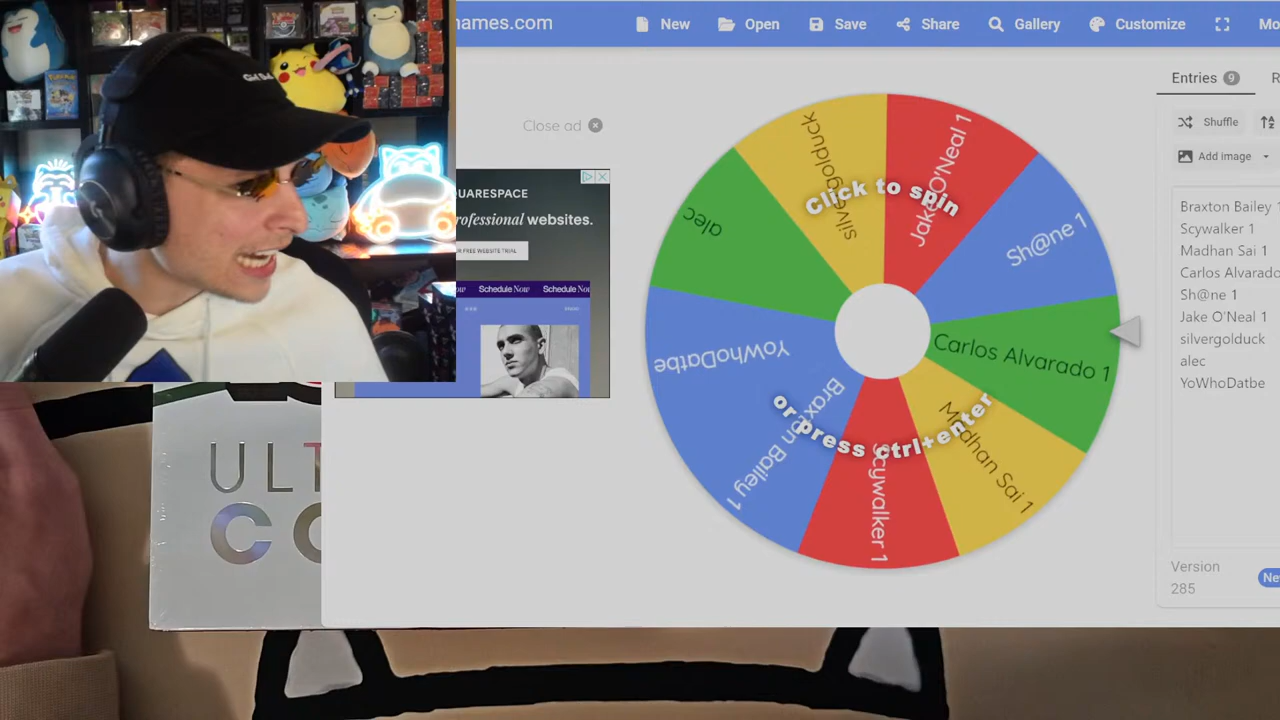 names.com
New
Open
Save
Share
Gallery
Customize
Close ad
UARESPACE
rofessional websites.
Schedule Now
Schedule Now
Click to spin
or press ctrl+enter
silvergolduck
Jake O'Neal 1
Sh@ne 1
Carlos Alvarado 1
Madhan Sai 1
Scywalker 1
Braxton Bailey 1
YoWhoDatbe
alec
Entries 9
Shuffle
Add image
Braxton Bailey 1
Scywalker 1
Madhan Sai 1
Carlos Alvarado
Sh@ne 1
Jake O'Neal 1
silvergolduck
alec
YoWhoDatbe
Version
285
ULT
CO